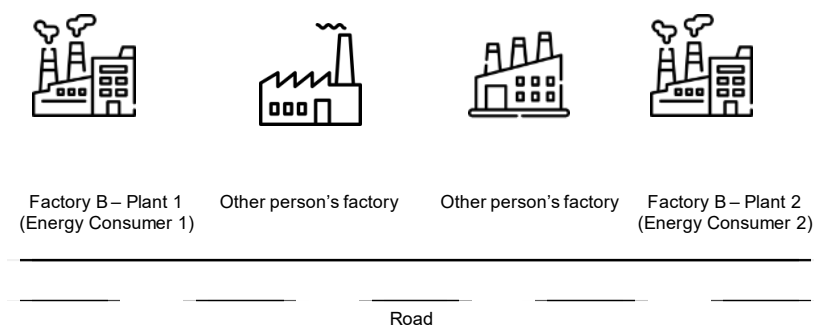 Factory B – Plant 1
(Energy Consumer 1)
Other person's factory
Other person's factory
Factory B – Plant 2
(Energy Consumer 2)
Road